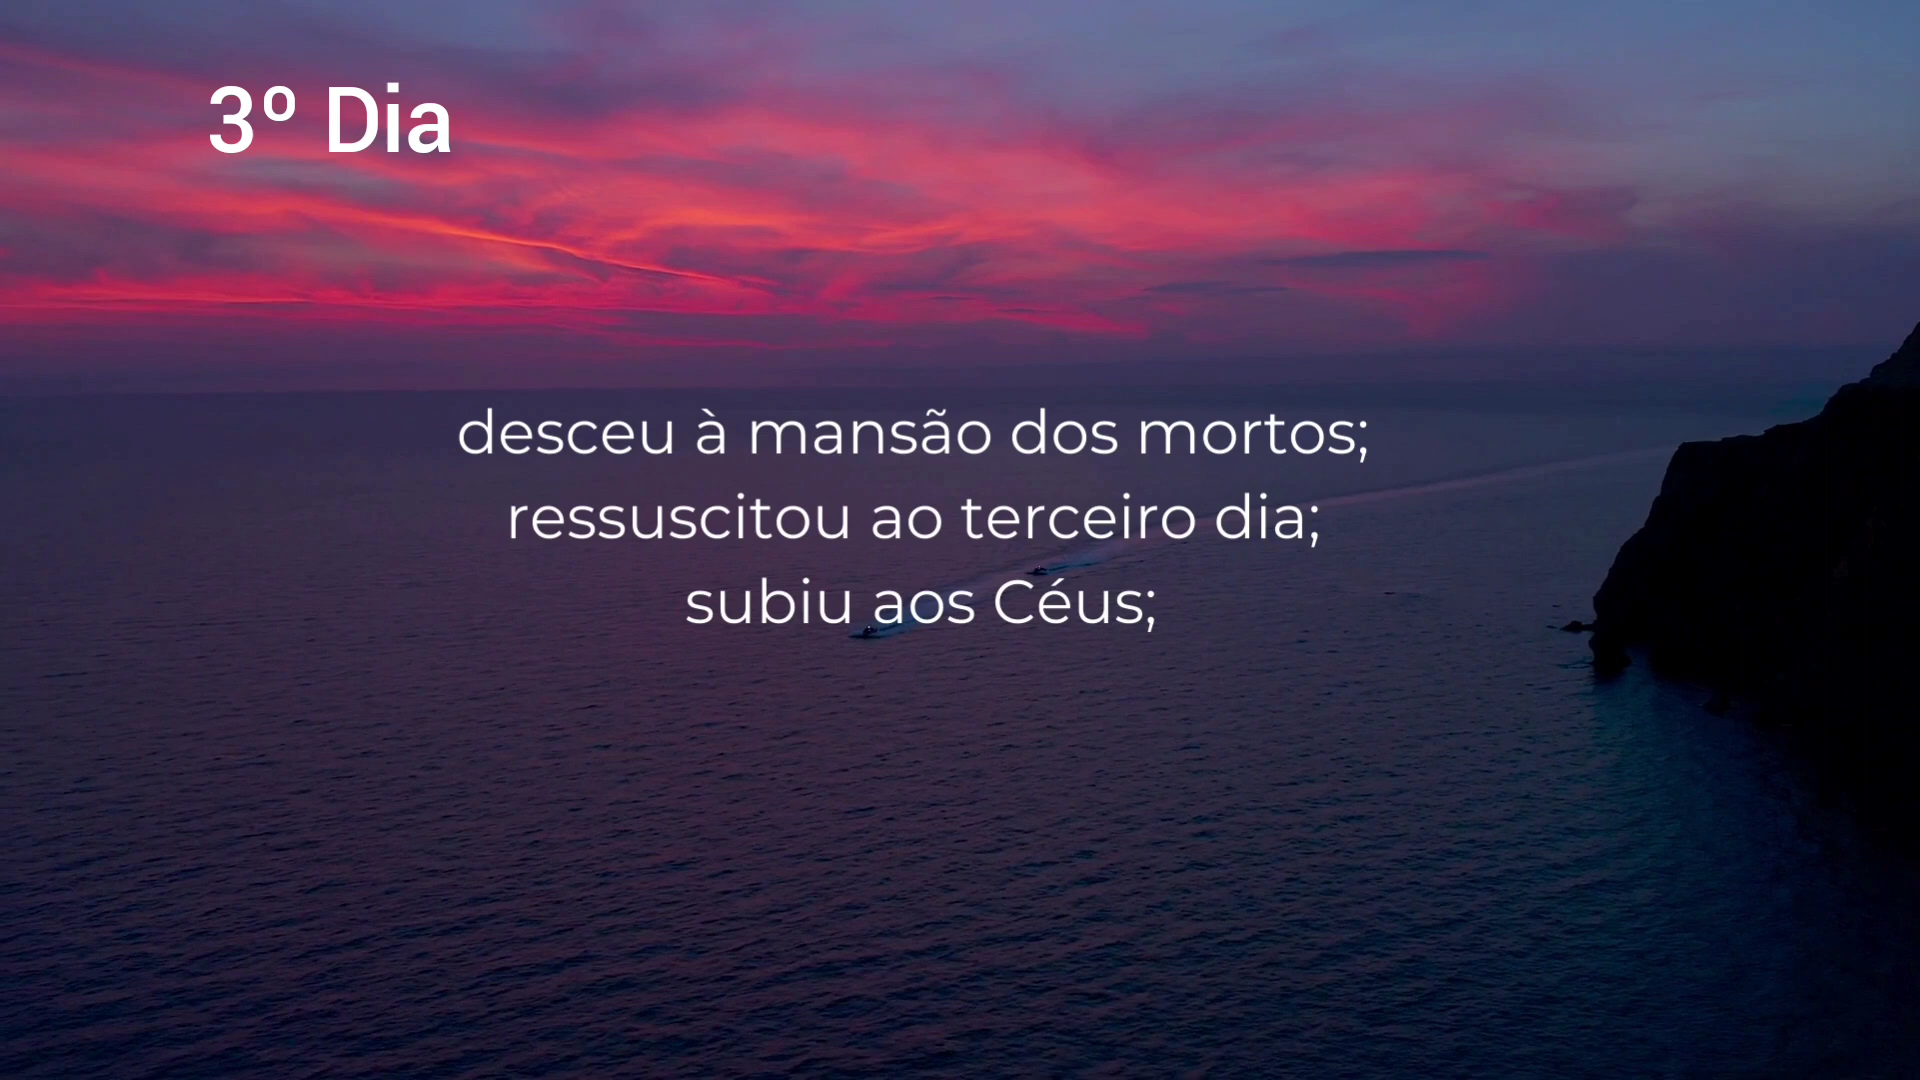 3º Dia
desceu à mansão dos mortos;
ressuscitou ao terceiro dia;
subiu aos Céus;